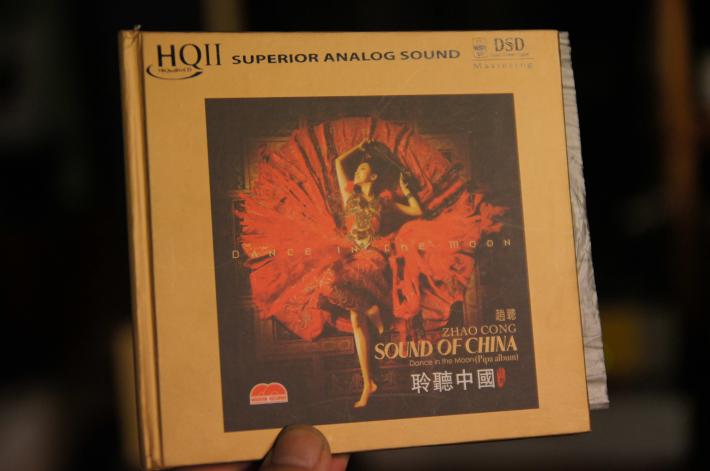 HQII SUPERIOR ANALOG SOUND
DSD
Mastering
DANCE IN THE MOON
趙聰
ZHAO CONG
SOUND OF CHINA
Dance in the Moon(Pipa album)
聆聽中國